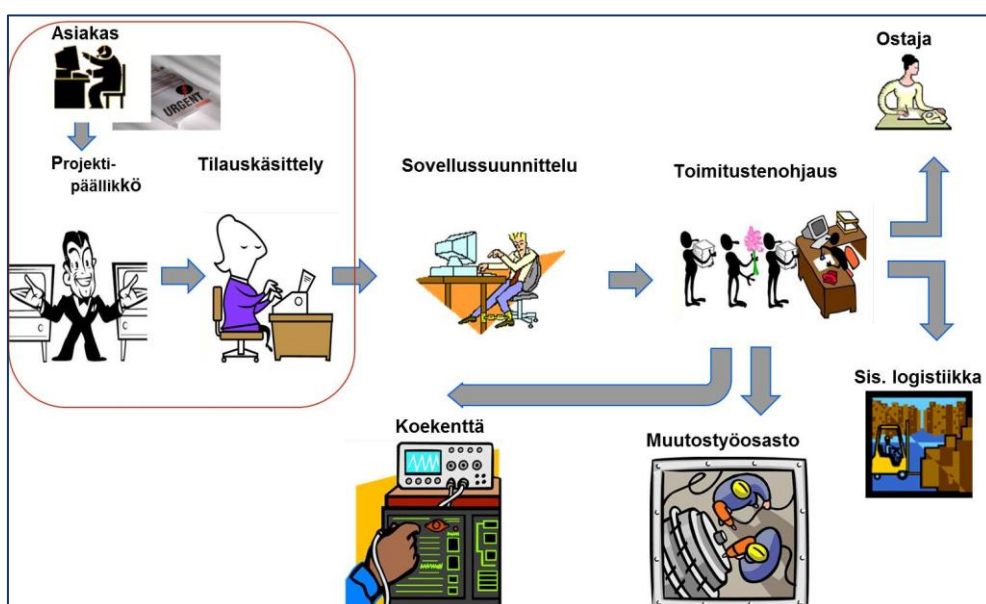 Asiakas
URGENT
Projekti-
päällikkö
Tilauskäsittely
Sovellussuunnittelu
Toimitustenohjaus
Ostaja
Sis. logistiikka
Koekenttä
Muutostyöosasto